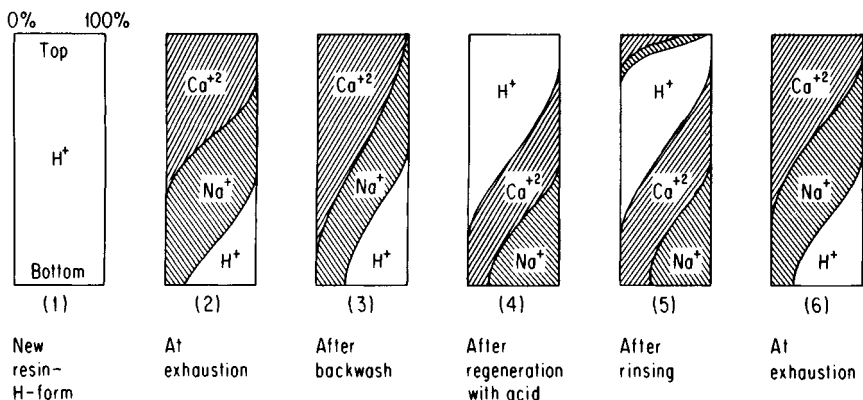 0% 100%
Top
H⁺
Bottom
(1)
New
resin-
H-form
Ca⁺²
Na⁺
H⁺
(2)
At
exhaustion
Ca⁺²
Na⁺
H⁺
(3)
After
backwash
H⁺
Ca⁺²
Na⁺
(4)
After
regeneration
with acid
H⁺
Ca⁺²
Na⁺
(5)
After
rinsing
Ca⁺²
Na⁺
H⁺
(6)
At
exhaustion